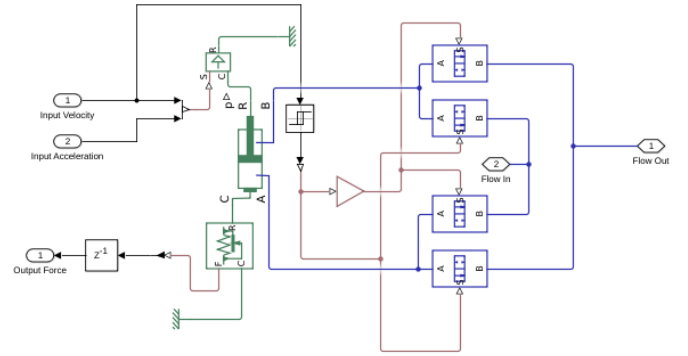 R
S
C
1
Input Velocity
2
Input Acceleration
p
R
B
C
A
R
F
C
1
Output Force
Z-1
A
S
B
A
B
S
2
Flow In
A
S
B
A
B
S
1
Flow Out